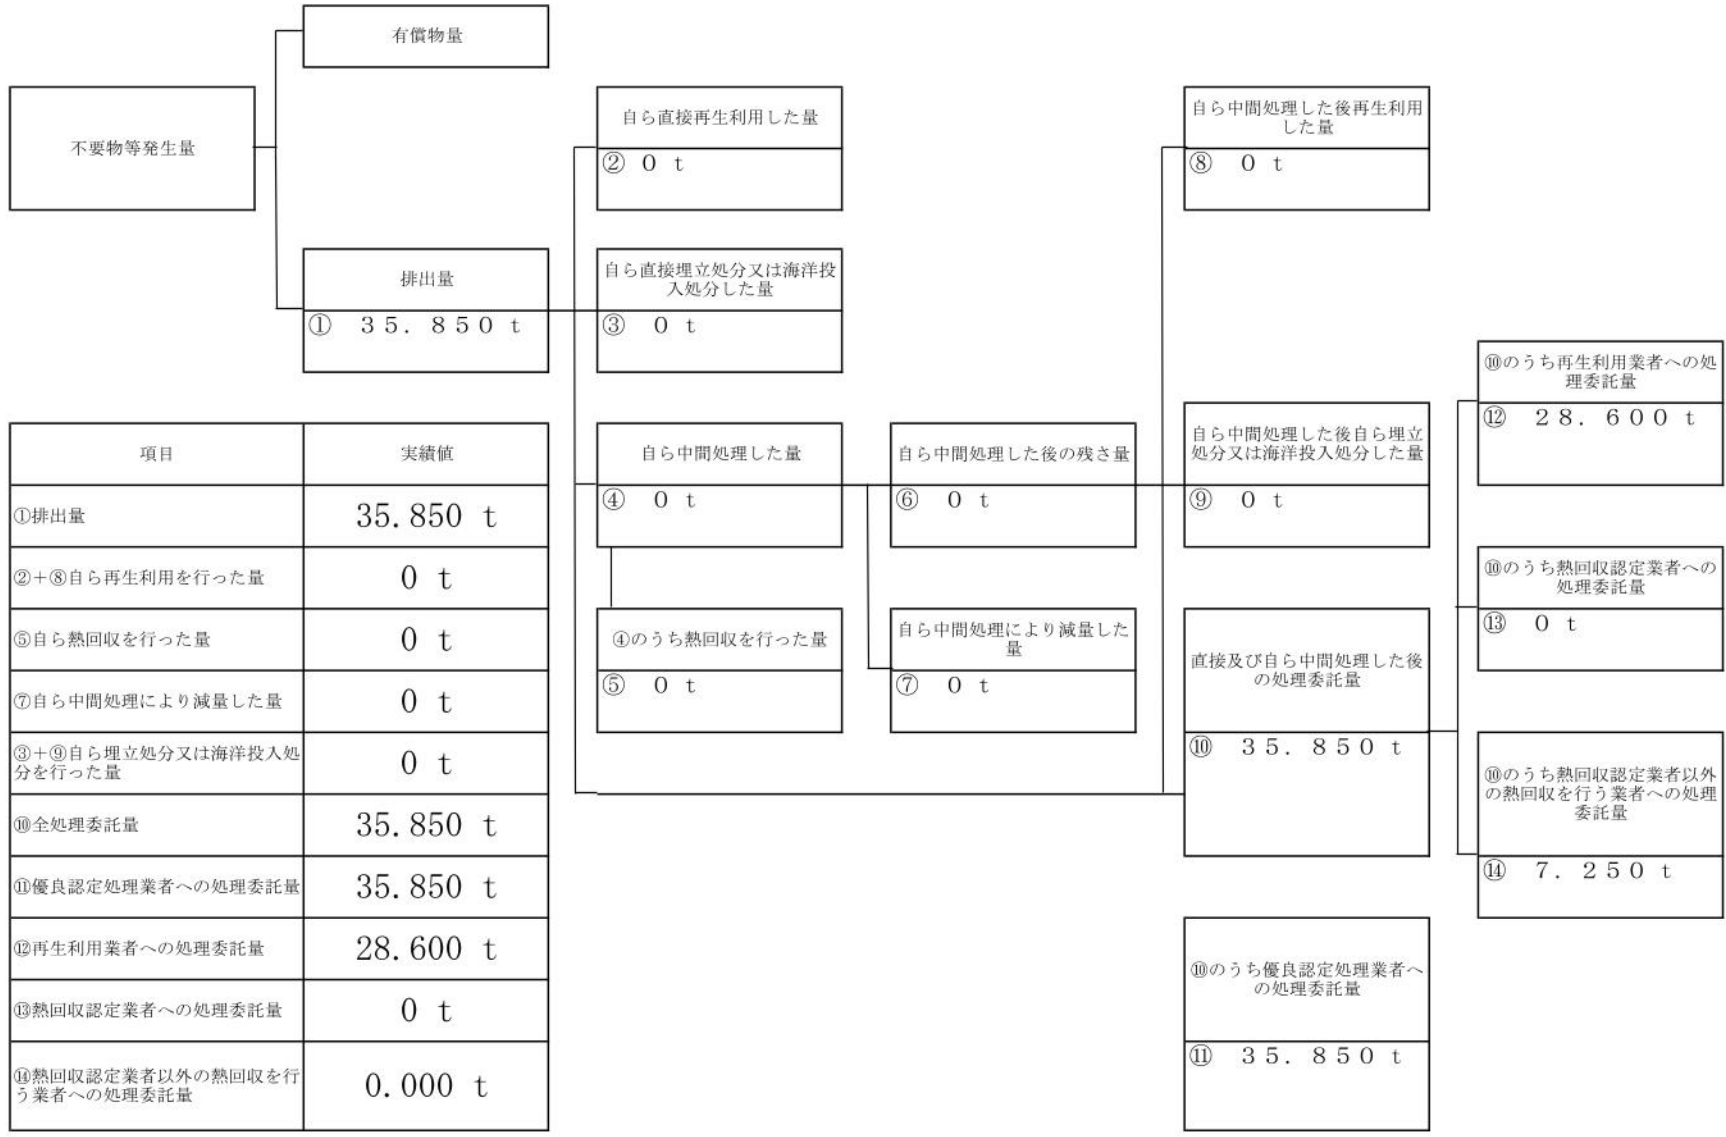 有償物量
不要物等発生量
自ら直接再生利用した量
② 0 t
自ら中間処理した後再生利用
した量
⑧ 0 t
排出量
① 35.850 t
自ら直接埋立処分又は海洋投
入処分した量
③ 0 t
⑩のうち再生利用業者への処
理委託量
⑫ 28.600 t
自ら中間処理した量
④ 0 t
自ら中間処理した後の残さ量
⑥ 0 t
自ら中間処理した後自ら埋立
処分又は海洋投入処分した量
⑨ 0 t
⑩のうち熱回収認定業者への
処理委託量
⑬ 0 t
④のうち熱回収を行った量
⑤ 0 t
自ら中間処理により減量した
量
⑦ 0 t
直接及び自ら中間処理した後
の処理委託量
⑩ 35.850 t
⑩のうち熱回収認定業者以外
の熱回収を行う業者への処理
委託量
⑭ 7.250 t
⑩のうち優良認定処理業者へ
の処理委託量
⑪ 35.850 t
項目 実績値
①排出量 35.850 t
②+⑧自ら再生利用を行った量 0 t
⑤自ら熱回収を行った量 0 t
⑦自ら中間処理により減量した量 0 t
③+⑨自ら埋立処分又は海洋投入処
分を行った量 0 t
⑩全処理委託量 35.850 t
⑪優良認定処理業者への処理委託量 35.850 t
⑫再生利用業者への処理委託量 28.600 t
⑬熱回収認定業者への処理委託量 0 t
⑭熱回収認定業者以外の熱回収を行
う業者への処理委託量 0.000 t